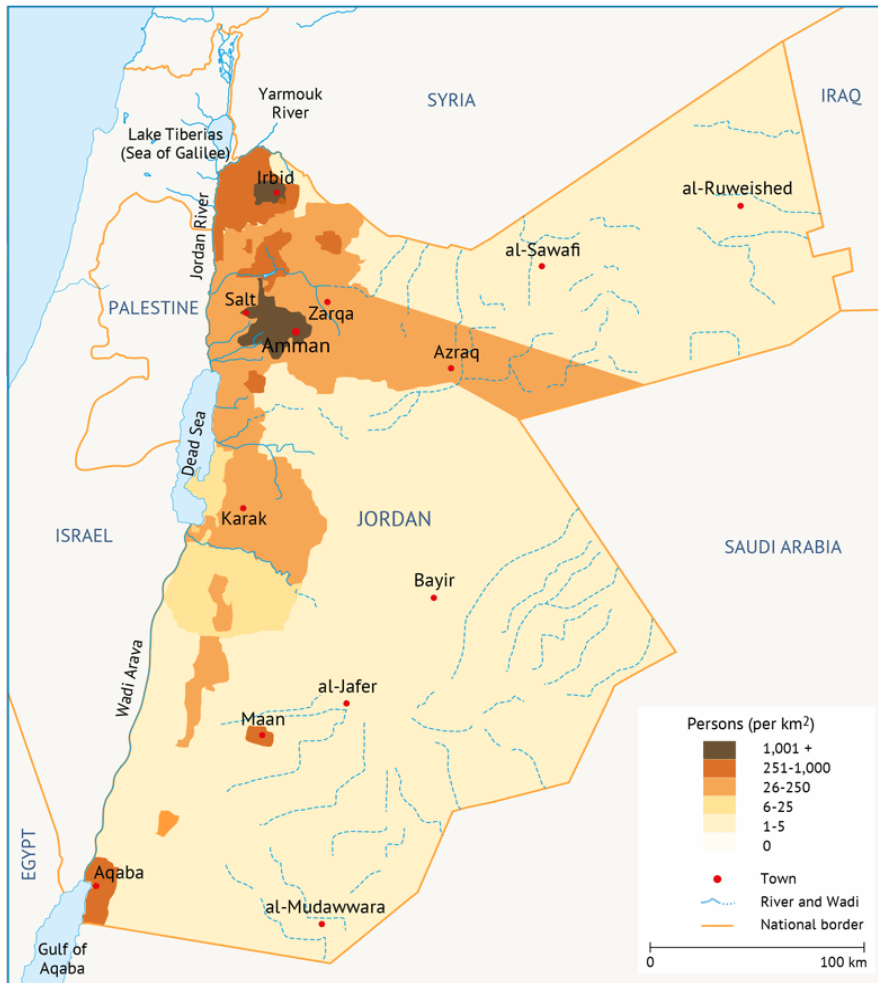 Yarmouk
River
SYRIA
IRAQ
Lake Tiberias
(Sea of Galilee)
Irbid
al-Ruweished
Jordan River
al-Sawafi
PALESTINE
Salt
Zarqa
Amman
Azraq
Dead Sea
Karak
JORDAN
ISRAEL
SAUDI ARABIA
Bayir
Wadi Arava
al-Jafer
Maan
EGYPT
Aqaba
al-Mudawwara
Gulf of
Aqaba
Persons (per km²)
1,001 +
251-1,000
26-250
6-25
1-5
0
Town
River and Wadi
National border
0 100 km